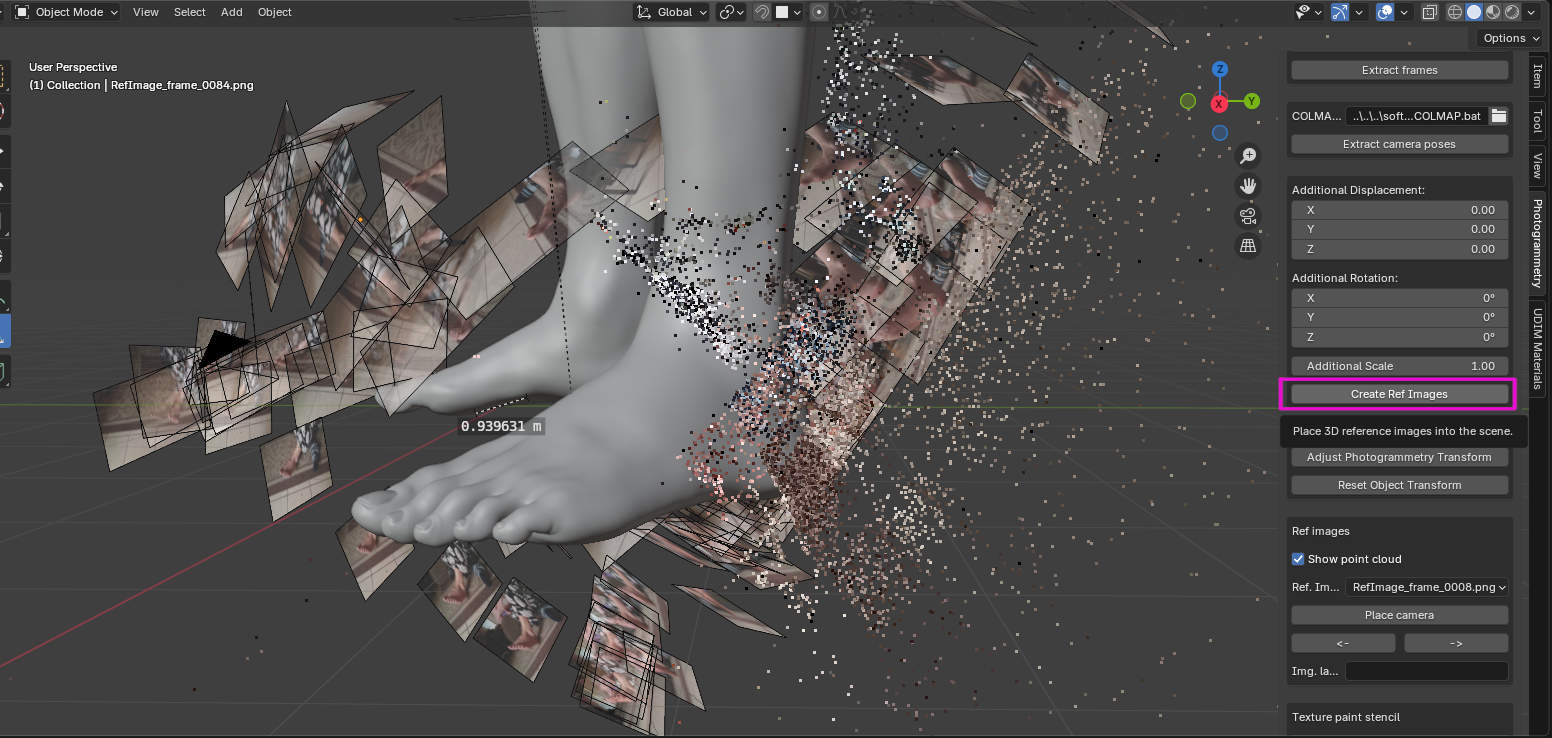 Object Mode View Select Add Object Global
Options
User Perspective
(1) Collection | RefImage_frame_0084.png
Z
Y
X
0.939631 m
Extract frames
COLMA... ..\..\..\soft...COLMAP.bat
Extract camera poses
Additional Displacement:
X 0.00
Y 0.00
Z 0.00
Additional Rotation:
X 0°
Y 0°
Z 0°
Additional Scale 1.00
Create Ref Images
Place 3D reference images into the scene.
Adjust Photogrammetry Transform
Reset Object Transform
Ref images
Show point cloud
Ref. Im... RefImage_frame_0008.png
Place camera
<- ->
Img. la...
Texture paint stencil
Item
Tool
View
Photogrammetry
UDIM Materials